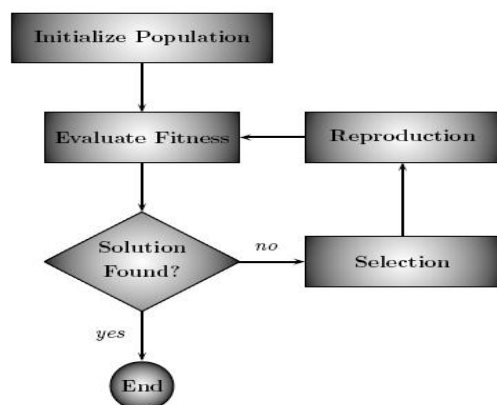 Initialize Population
Evaluate Fitness
Reproduction
Solution
Found?
no
Selection
yes
End